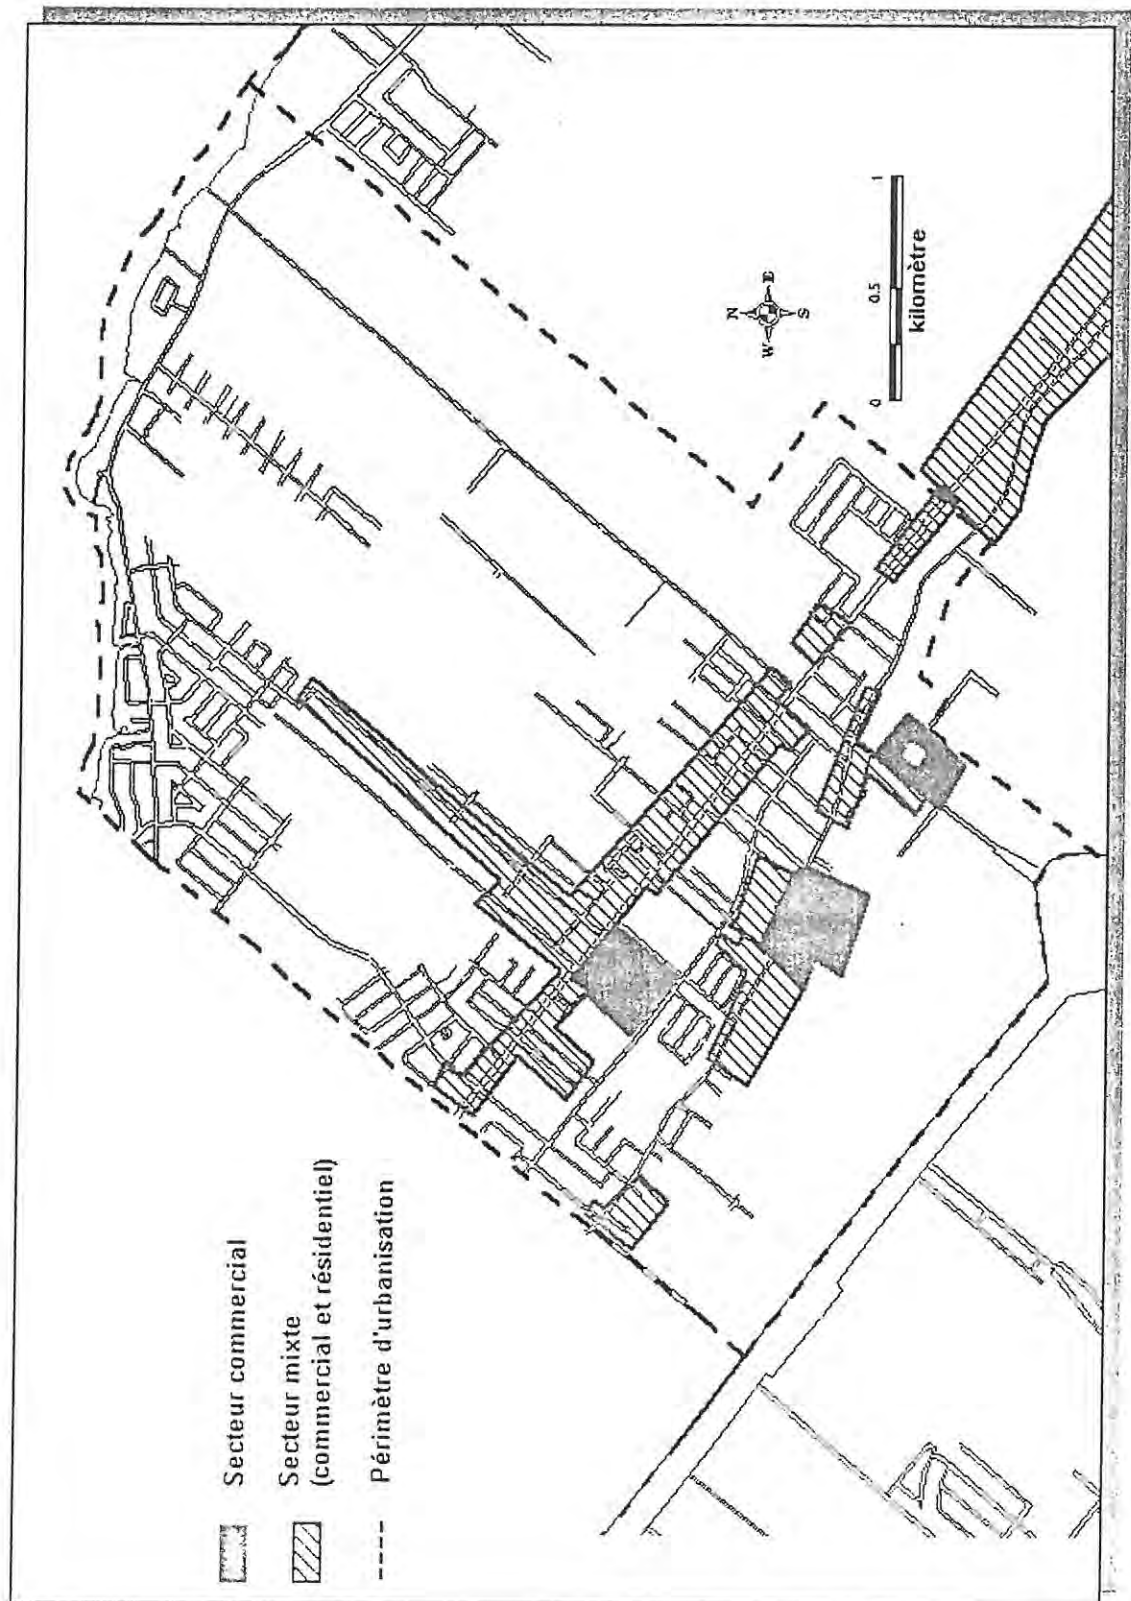 Secteur commercial
Secteur mixte
(commercial et résidentiel)
Périmètre d'urbanisation
N
W
E
S
0
0.5
1
kilomètre